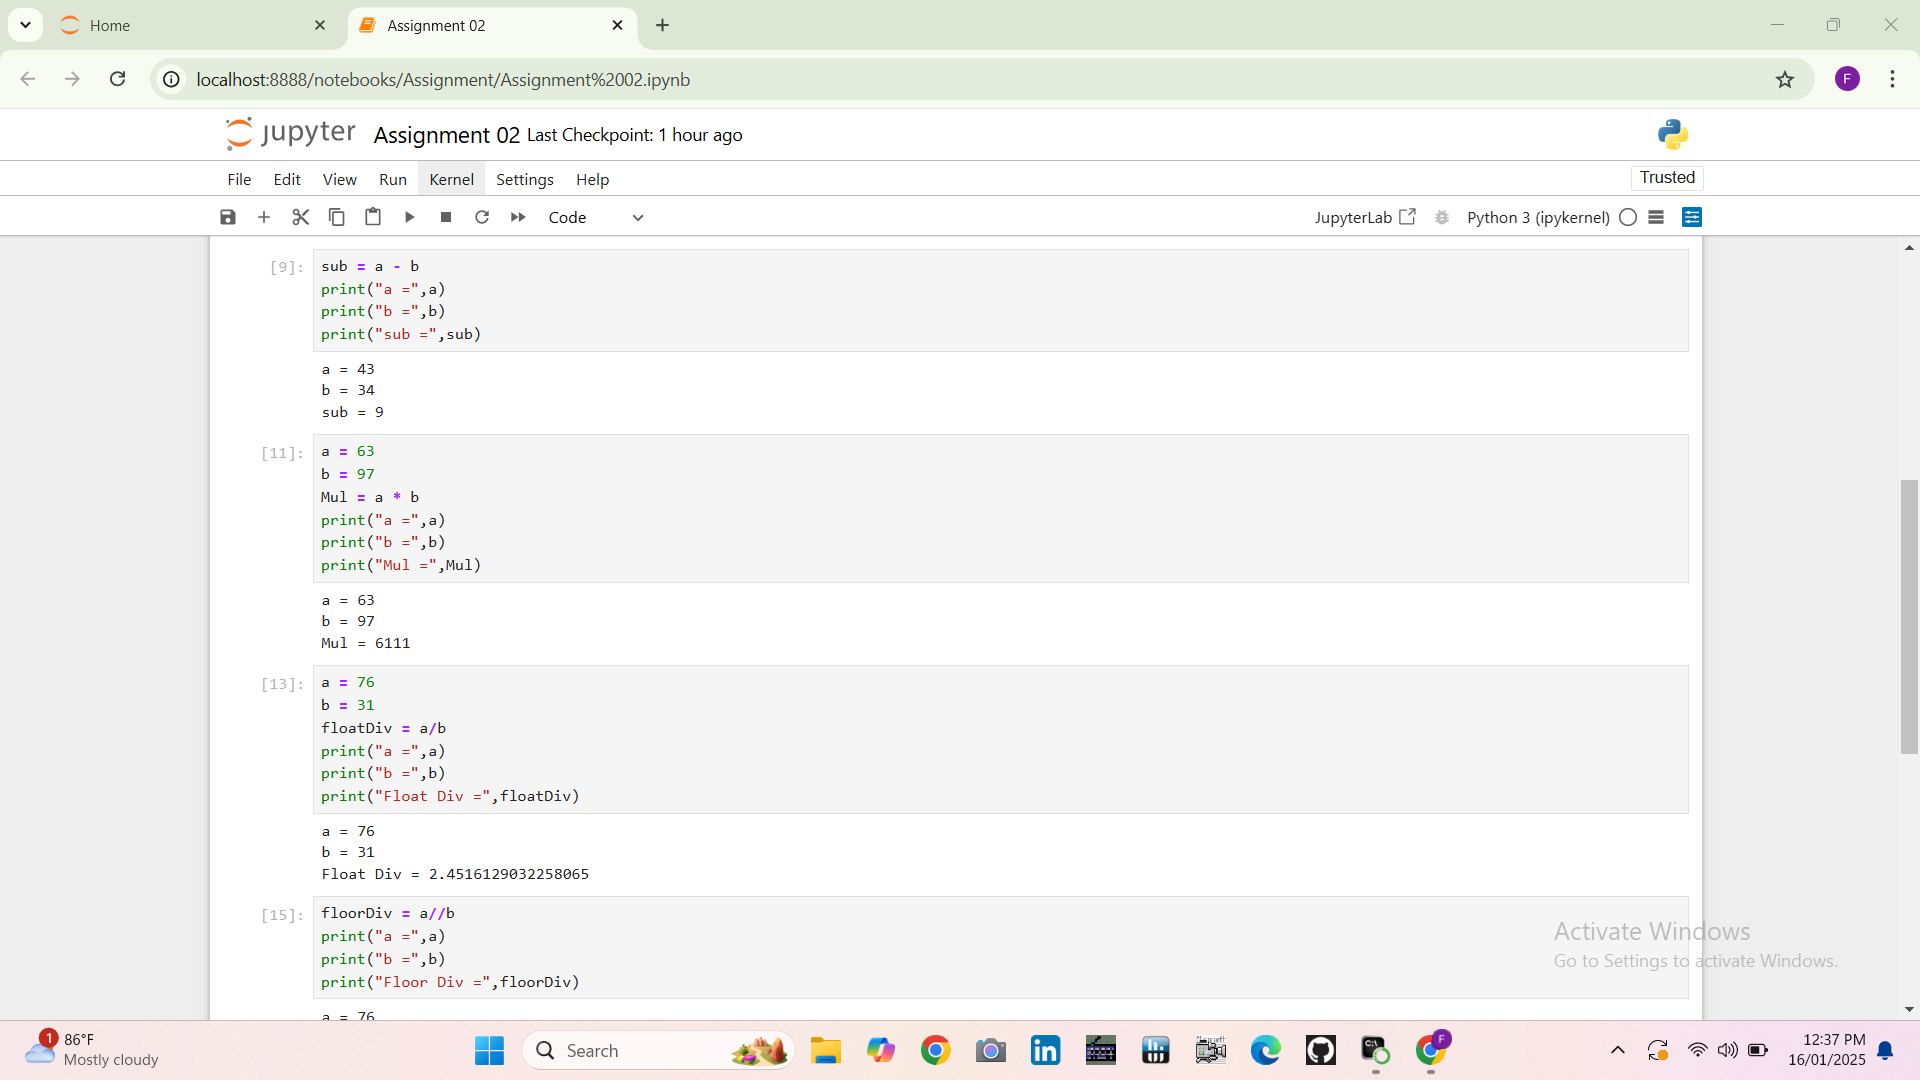 Home
Assignment 02
localhost:8888/notebooks/Assignment/Assignment%2002.ipynb
F
jupyter Assignment 02 Last Checkpoint: 1 hour ago
File Edit View Run Kernel Settings Help
Trusted
Code
JupyterLab
Python 3 (ipykernel)
[9]:
sub = a - b
print("a =",a)
print("b =",b)
print("sub =",sub)
a = 43
b = 34
sub = 9
[11]:
a = 63
b = 97
Mul = a * b
print("a =",a)
print("b =",b)
print("Mul =",Mul)
a = 63
b = 97
Mul = 6111
[13]:
a = 76
b = 31
floatDiv = a/b
print("a =",a)
print("b =",b)
print("Float Div =",floatDiv)
a = 76
b = 31
Float Div = 2.4516129032258065
[15]:
floorDiv = a//b
print("a =",a)
print("b =",b)
print("Floor Div =",floorDiv)
a = 76
Activate Windows
Go to Settings to activate Windows.
1
86°F
Mostly cloudy
Search
in
C:\
F
12:37 PM
16/01/2025